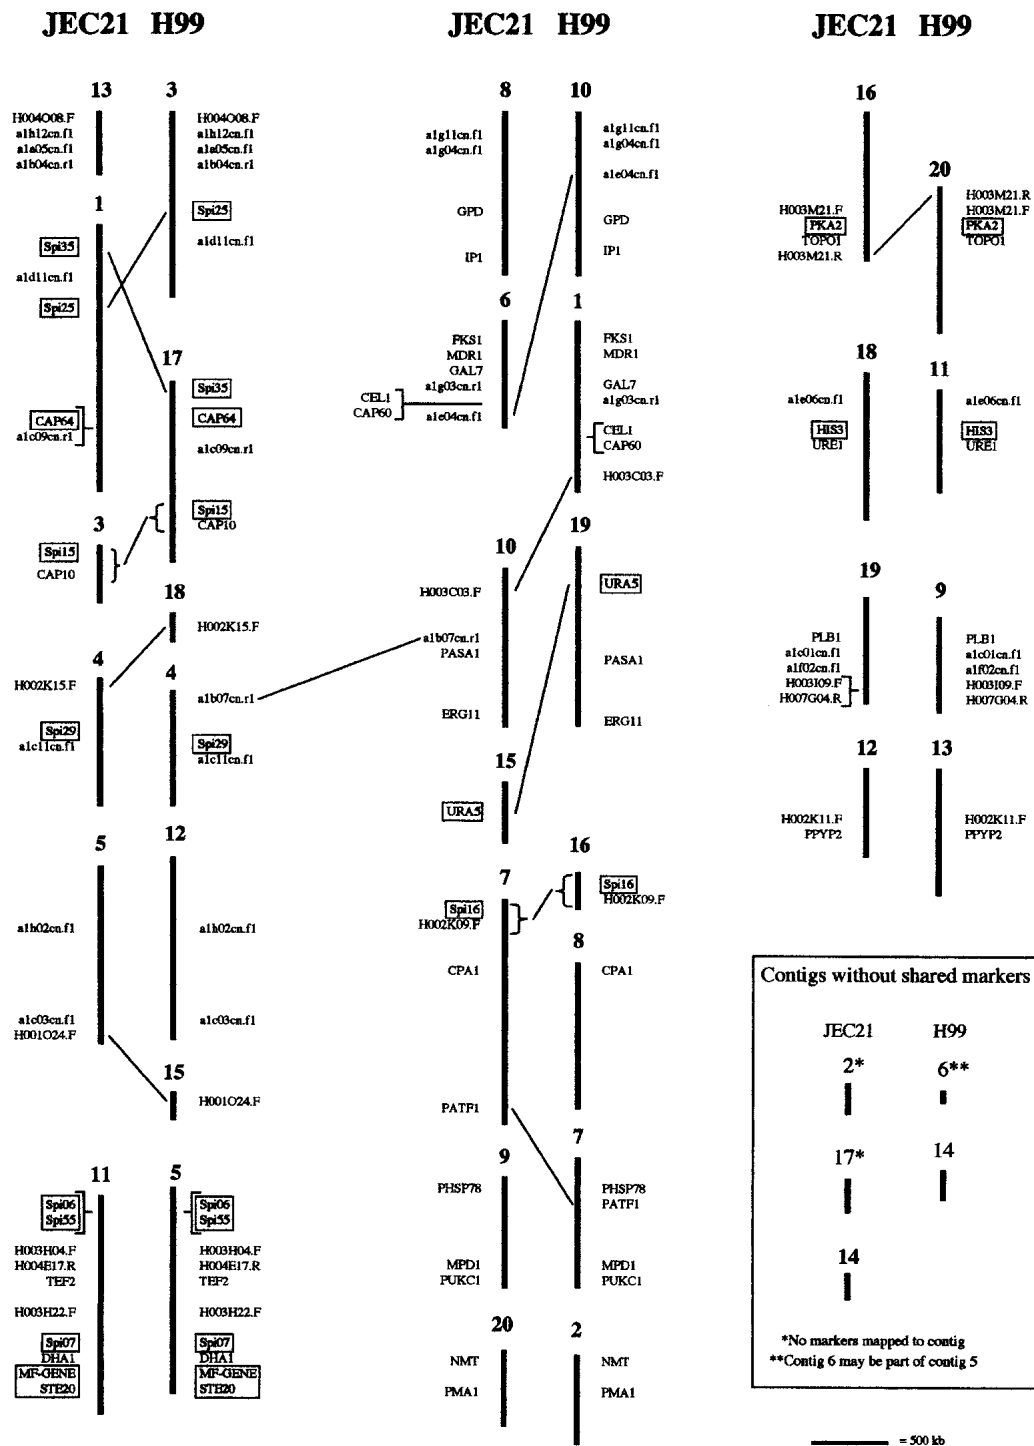 JEC21 H99
13 3
H004O08.F H004O08.F
a1h12cn.f1 a1h12cn.f1
a1a05cn.f1 a1a05cn.f1
a1b04cn.r1 a1b04cn.r1
1
Spi25
Spi35
a1d11cn.f1
a1d11cn.f1
Spi25
17
Spi35
CAP64 CAP64
a1c09cn.r1
a1c09cn.r1
Spi15
CAP10
3
Spi15
CAP10
18
H002K15.F
4 4
H002K15.F
a1b07cn.r1
Spi29
a1c11cn.f1
Spi29
a1c11cn.f1
5 12
a1h02cn.f1 a1h02cn.f1
a1c03cn.f1 a1c03cn.f1
H001O24.F
15
H001O24.F
11 5
Spi06 Spi06
Spi55 Spi55
H003H04.F H003H04.F
H004E17.R H004E17.R
TEF2 TEF2
H003H22.F H003H22.F
Spi07 Spi07
DHA1 DHA1
MF-GENE MF-GENE
STE20 STE20
JEC21 H99
8 10
a1g11cn.f1 a1g11cn.f1
a1g04cn.f1 a1g04cn.f1
a1e04cn.f1
GPD GPD
IP1 IP1
6 1
FKS1 FKS1
MDR1 MDR1
GAL7 GAL7
a1g03cn.r1 a1g03cn.r1
CEL1
CAP60
a1e04cn.f1
CEL1
CAP60
H003C03.F
10 19
H003C03.F
URA5
a1b07cn.r1
PASA1 PASA1
ERG11 ERG11
15
URA5
16
Spi16
H002K09.F
7
Spi16
H002K09.F
8
CPA1 CPA1
PATF1
7
9
PHSP78 PHSP78
PATF1
MPD1 MPD1
PUKC1 PUKC1
20 2
NMT NMT
PMA1 PMA1
JEC21 H99
16
20
H003M21.R
H003M21.F H003M21.F
PKA2 PKA2
TOPO1 TOPO1
H003M21.R
18 11
a1e06cn.f1 a1e06cn.f1
HIS3 HIS3
URE1 URE1
19 9
PLB1 PLB1
a1c01cn.f1 a1c01cn.f1
a1f02cn.f1 a1f02cn.f1
H003I09.F H003I09.F
H007G04.R H007G04.R
12 13
H002K11.F H002K11.F
PPYP2 PPYP2
Contigs without shared markers
JEC21 H99
2* 6**
17* 14
14
*No markers mapped to contig
**Contig 6 may be part of contig 5
= 500 kb